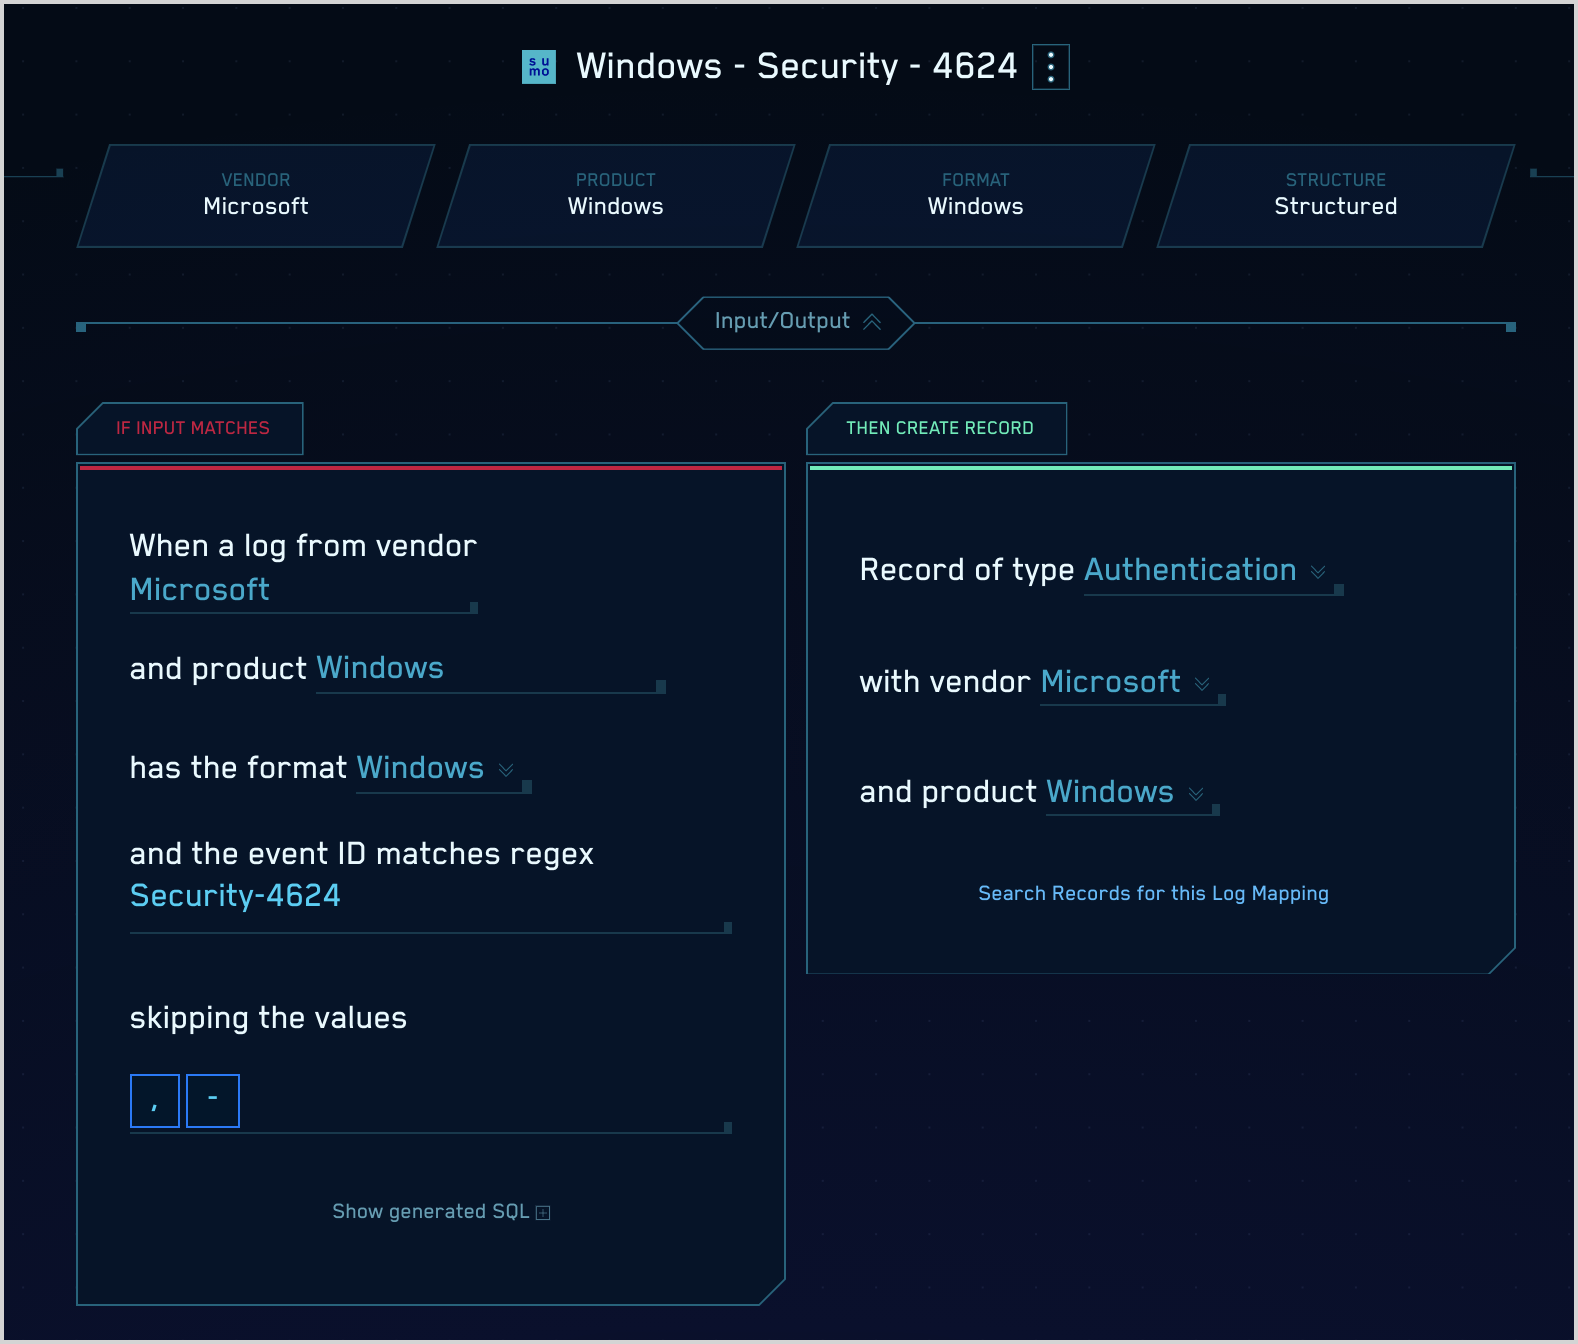 su
mo
Windows - Security - 4624
VENDOR
Microsoft
PRODUCT
Windows
FORMAT
Windows
STRUCTURE
Structured
Input/Output
IF INPUT MATCHES
When a log from vendor
Microsoft
and product Windows
has the format Windows
and the event ID matches regex
Security-4624
skipping the values
, -
Show generated SQL
THEN CREATE RECORD
Record of type Authentication
with vendor Microsoft
and product Windows
Search Records for this Log Mapping